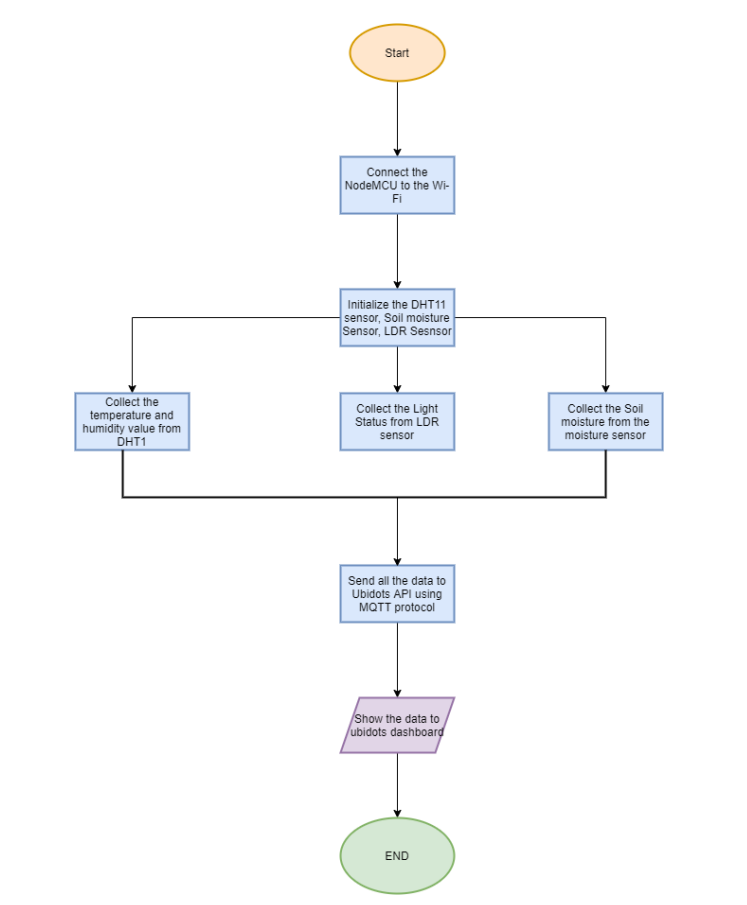 Start
Connect the
NodeMCU to the Wi-
Fi
Initialize the DHT11
sensor, Soil moisture
Sensor, LDR Sesnsor
Collect the
temperature and
humidity value from
DHT1
Collect the Light
Status from LDR
sensor
Collect the Soil
moisture from the
moisture sensor
Send all the data to
Ubidots API using
MQTT protocol
Show the data to
ubidots dashboard
END